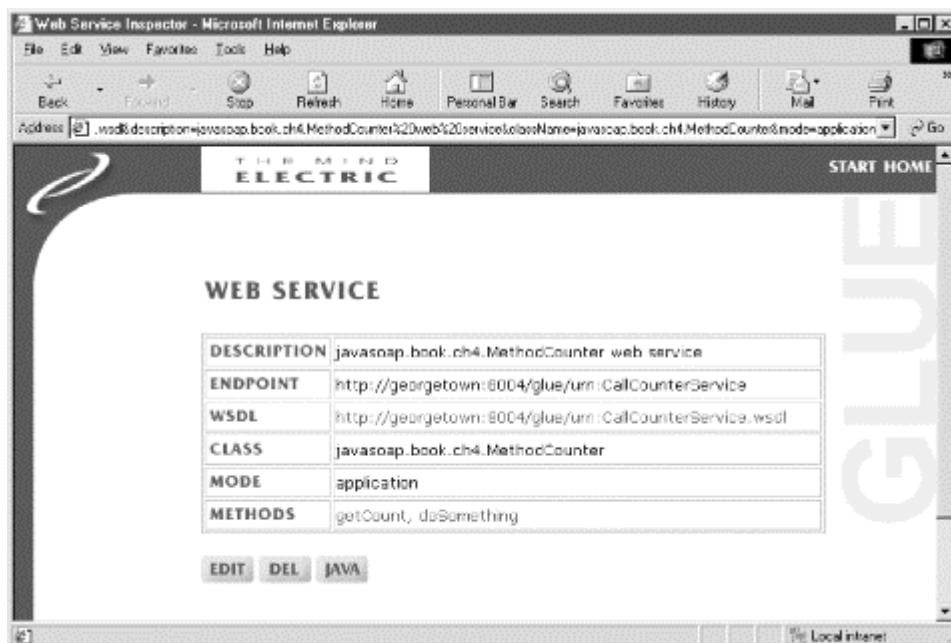 Web Service Inspector - Microsoft Internet Explorer
File Edit View Favorites Tools Help
Back Forward Stop Refresh Home Personal Bar Search Favorites History Mail Print
Address .wsdl&description=javasoap.book.ch4.MethodCounter%20web%20service&className=javasoap.book.ch4.MethodCounter&mode=application Go
THE MIND
ELECTRIC
START HOME
GLUE
WEB SERVICE
DESCRIPTION javasoap.book.ch4.MethodCounter web service
ENDPOINT http://georgetown:8004/glue/urn:CallCounterService
WSDL http://georgetown:8004/glue/urn:CallCounterService.wsdl
CLASS javasoap.book.ch4.MethodCounter
MODE application
METHODS getCount, doSomething
EDIT DEL JAVA
Local intranet